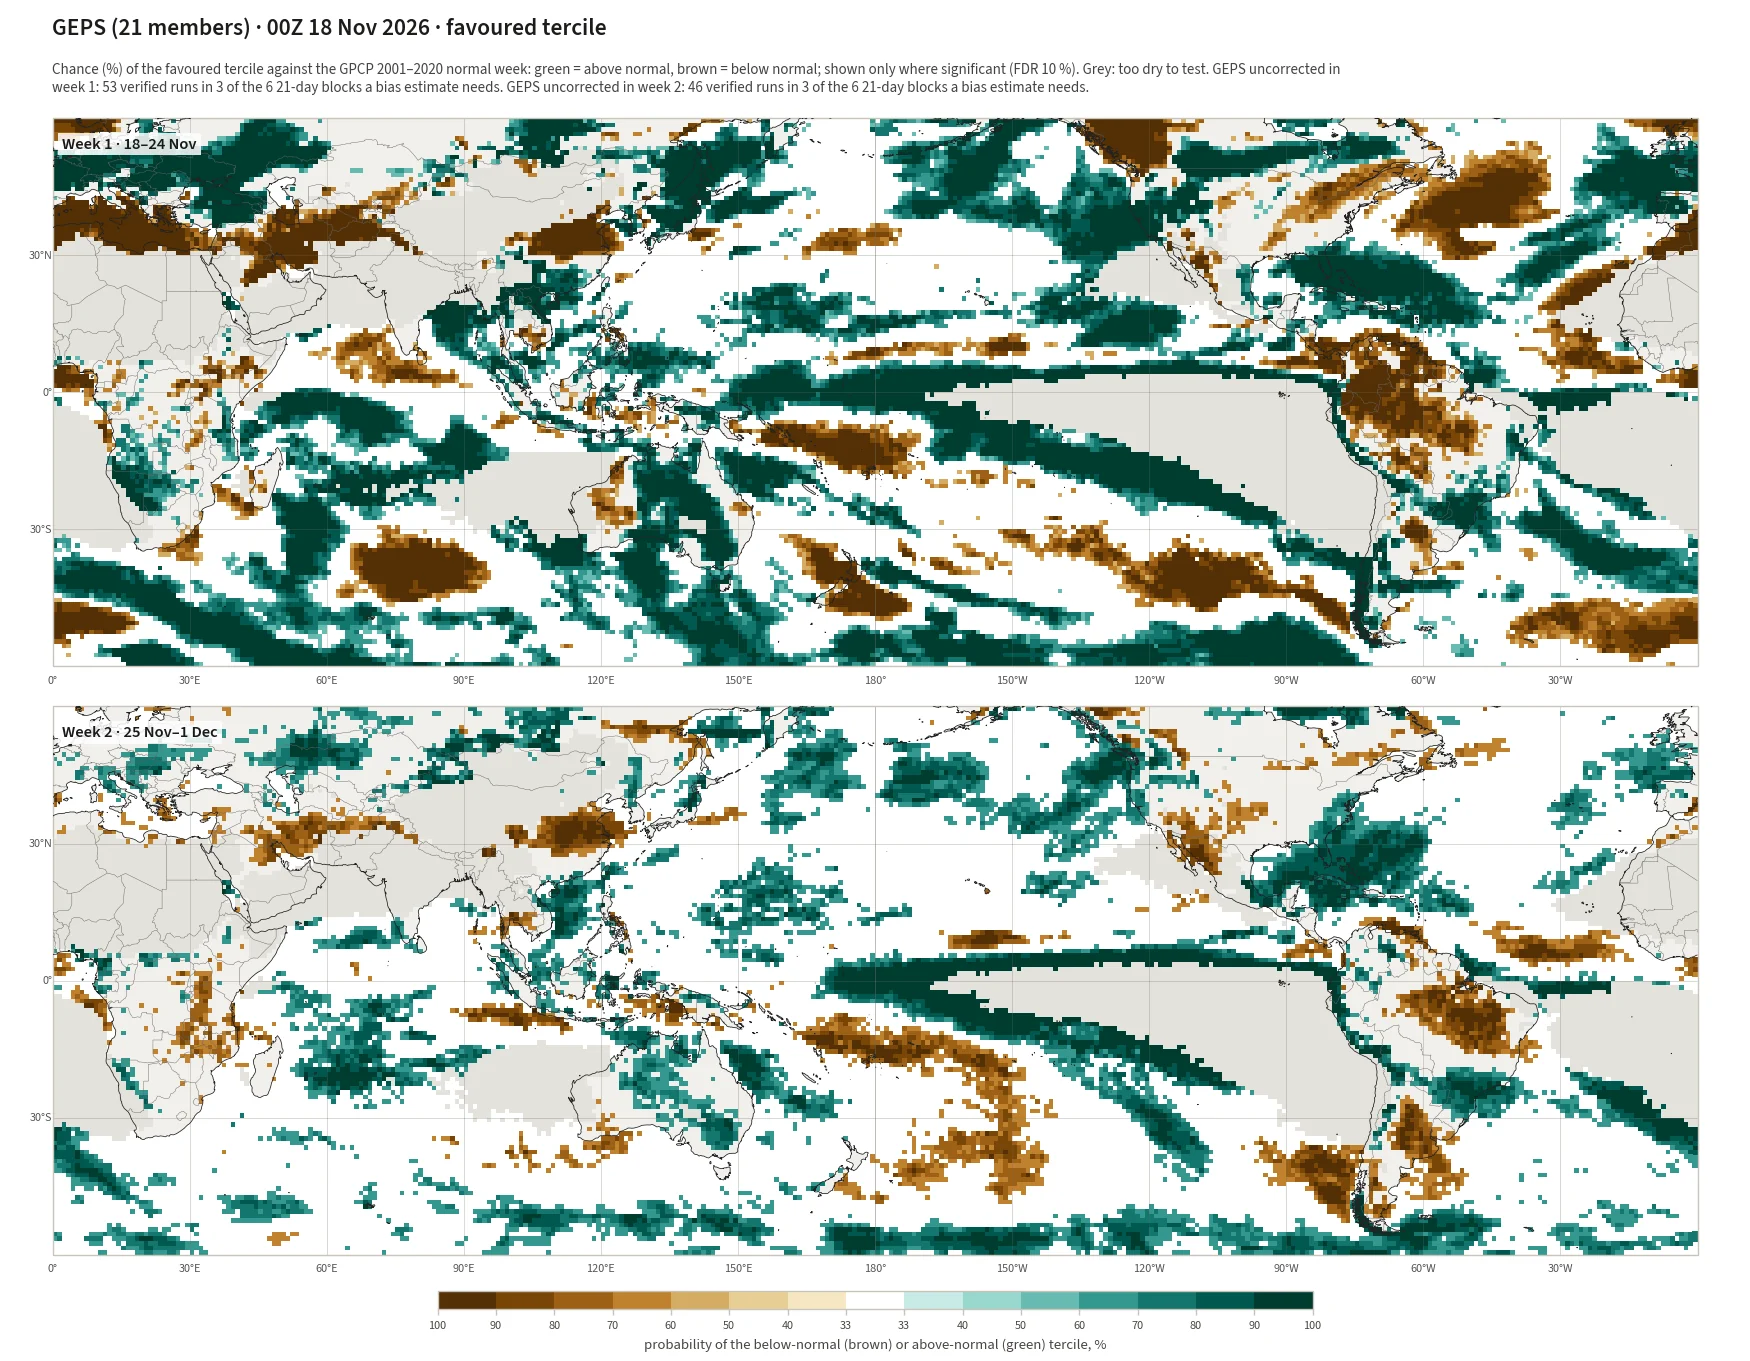 GEPS (21 members) · 00Z 18 Nov 2026 · favoured tercile
Chance (%) of the favoured tercile against the GPCP 2001–2020 normal week: green = above normal, brown = below normal; shown only where significant (FDR 10 %). Grey: too dry to test. GEPS uncorrected in
week 1: 53 verified runs in 3 of the 6 21-day blocks a bias estimate needs. GEPS uncorrected in week 2: 46 verified runs in 3 of the 6 21-day blocks a bias estimate needs.
Week 1 · 18–24 Nov
30°N
0°
30°S
0° 30°E 60°E 90°E 120°E 150°E 180° 150°W 120°W 90°W 60°W 30°W
Week 2 · 25 Nov–1 Dec
30°N
0°
30°S
0° 30°E 60°E 90°E 120°E 150°E 180° 150°W 120°W 90°W 60°W 30°W
100 90 80 70 60 50 40 33 33 40 50 60 70 80 90 100
probability of the below-normal (brown) or above-normal (green) tercile, %